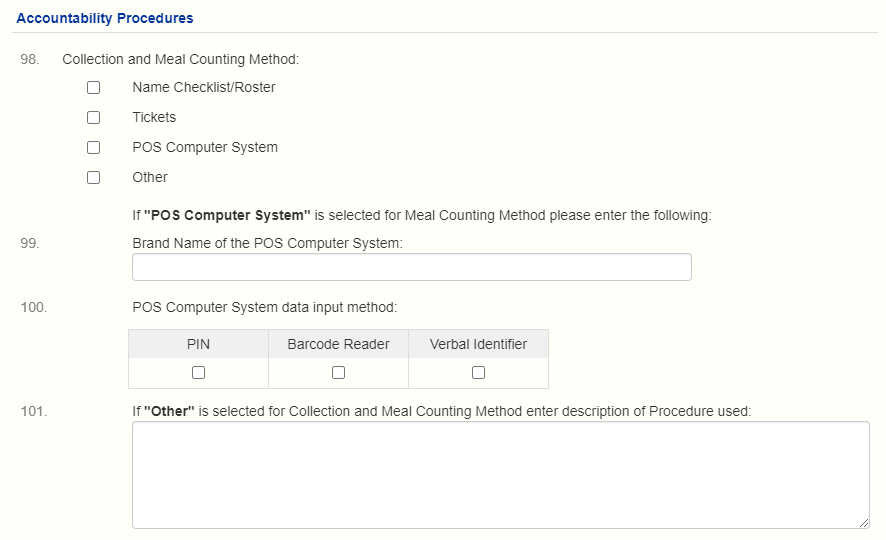 Accountability Procedures
98. Collection and Meal Counting Method:
Name Checklist/Roster
Tickets
POS Computer System
Other
If "POS Computer System" is selected for Meal Counting Method please enter the following:
99. Brand Name of the POS Computer System:
100. POS Computer System data input method:
PIN Barcode Reader Verbal Identifier
101. If "Other" is selected for Collection and Meal Counting Method enter description of Procedure used: